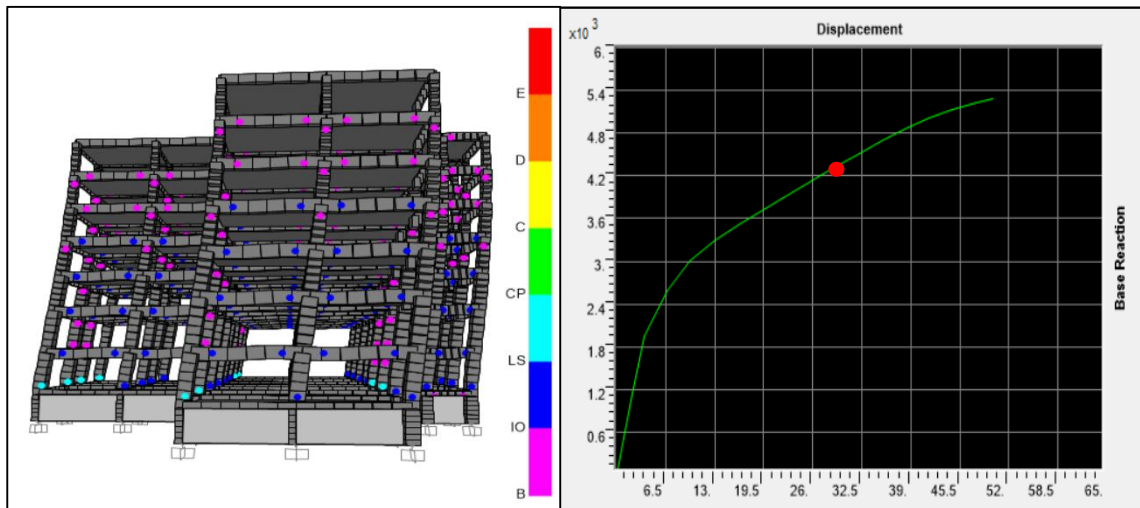 E
D
C
CP
LS
IO
B
Displacement
x10 3
6.
5.4
4.8
4.2
3.6
3.
2.4
1.8
1.2
0.6
6.5 13. 19.5 26. 32.5 39. 45.5 52. 58.5 65.
Base Reaction